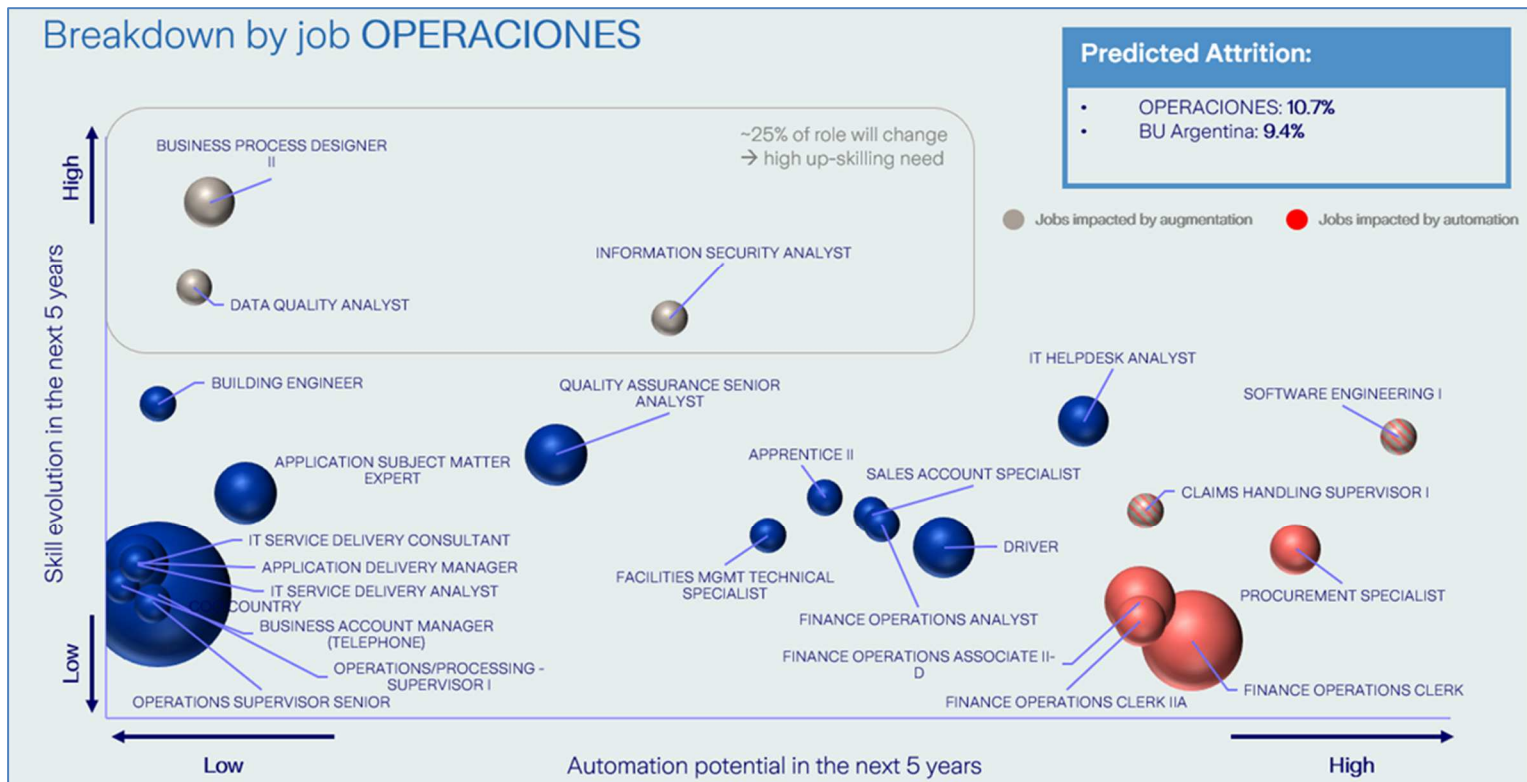 Breakdown by job OPERACIONES
Predicted Attrition:
• OPERACIONES: 10.7%
• BU Argentina: 9.4%
~25% of role will change
→ high up-skilling need
Jobs impacted by augmentation
Jobs impacted by automation
High
Skill evolution in the next 5 years
Low
BUSINESS PROCESS DESIGNER
II
INFORMATION SECURITY ANALYST
DATA QUALITY ANALYST
IT HELPDESK ANALYST
BUILDING ENGINEER
QUALITY ASSURANCE SENIOR
ANALYST
SOFTWARE ENGINEERING I
APPLICATION SUBJECT MATTER
EXPERT
APPRENTICE II
SALES ACCOUNT SPECIALIST
CLAIMS HANDLING SUPERVISOR I
IT SERVICE DELIVERY CONSULTANT
DRIVER
APPLICATION DELIVERY MANAGER
FACILITIES MGMT TECHNICAL
SPECIALIST
IT SERVICE DELIVERY ANALYST
PROCUREMENT SPECIALIST
COUNTRY
FINANCE OPERATIONS ANALYST
BUSINESS ACCOUNT MANAGER
(TELEPHONE)
FINANCE OPERATIONS ASSOCIATE II-
D
OPERATIONS/PROCESSING -
SUPERVISOR I
FINANCE OPERATIONS CLERK
OPERATIONS SUPERVISOR SENIOR
FINANCE OPERATIONS CLERK IIA
Low
Automation potential in the next 5 years
High